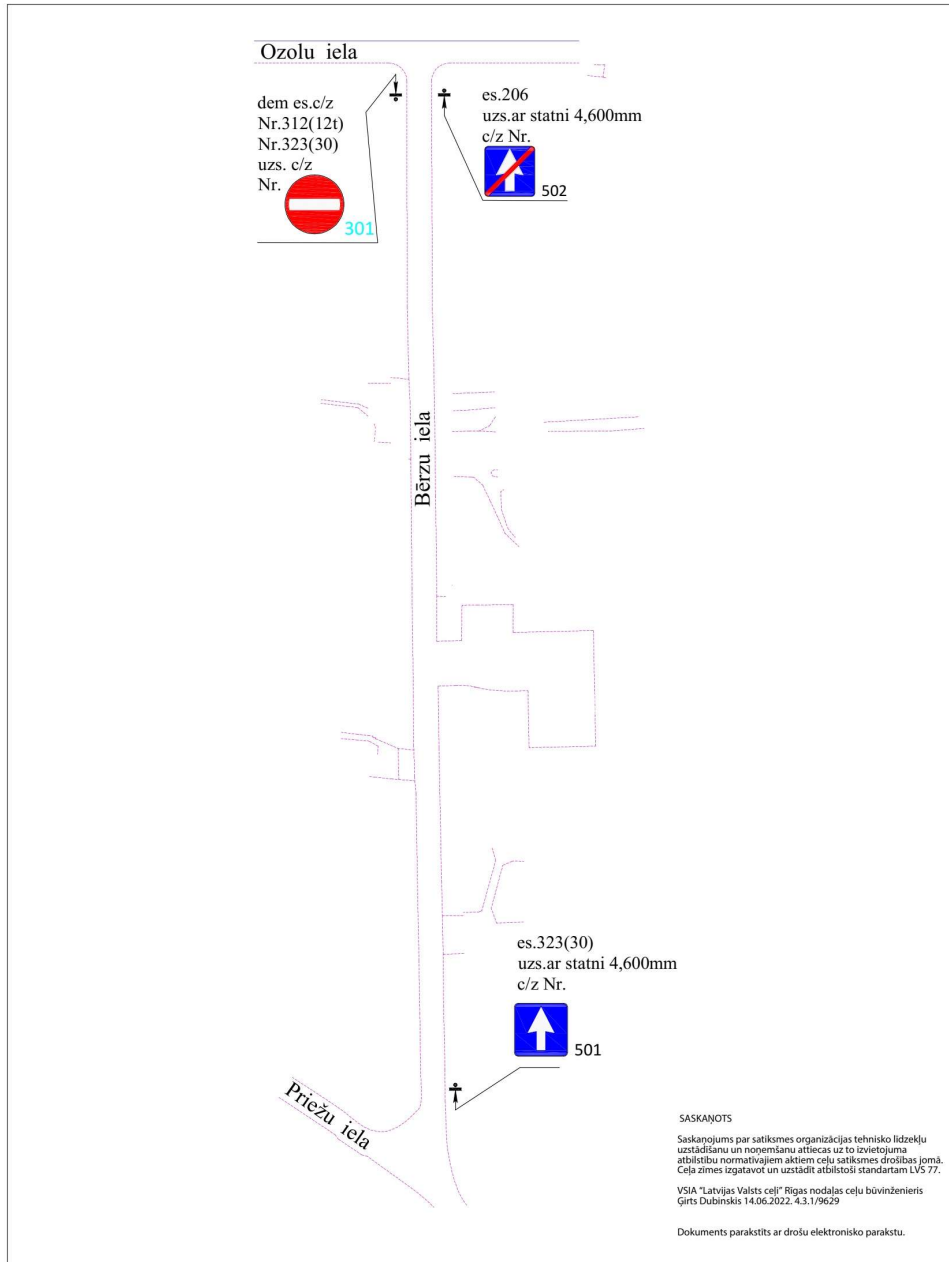 Ozolu iela
dem es.c/z
Nr.312(12t)
Nr.323(30)
uzs. c/z
Nr.
301
es.206
uzs.ar statni 4,600mm
c/z Nr.
502
Bērzu iela
es.323(30)
uzs.ar statni 4,600mm
c/z Nr.
501
Priežu iela
SASKAŅOTS
Saskaņojums par satiksmes organizācijas tehnisko līdzekļu
uzstādīšanu un noņemšanu attiecas uz to izvietojuma
atbilstību normatīvajiem aktiem ceļu satiksmes drošības jomā.
Ceļa zīmes izgatavot un uzstādīt atbilstoši standartam LVS 77.
VSIA "Latvijas Valsts ceļi" Rīgas nodaļas ceļu būvinženieris
Ģirts Dubinskis 14.06.2022. 4.3.1/9629
Dokuments parakstīts ar drošu elektronisko parakstu.